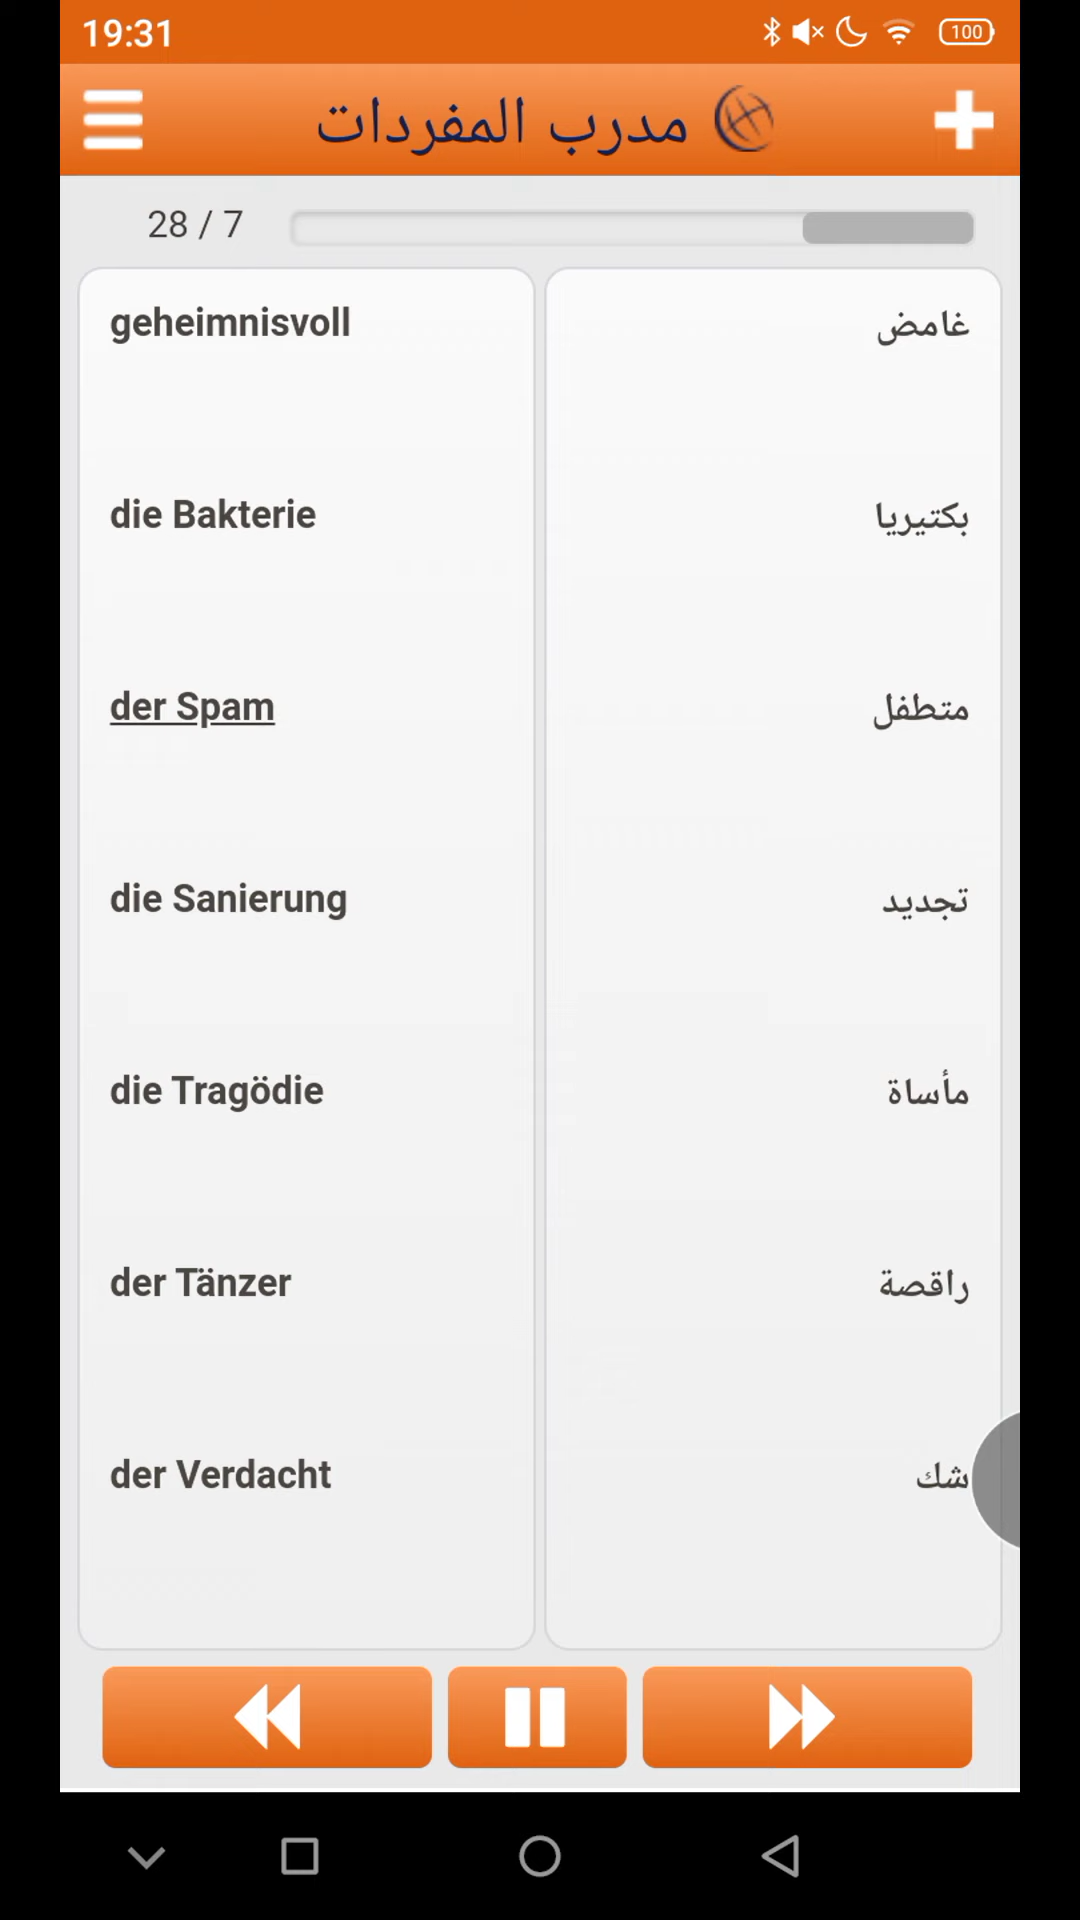 19:31
100
مدرب المفردات
28 / 7
geheimnisvoll
غامض
die Bakterie
بكتيريا
der Spam
متطفل
die Sanierung
تجديد
die Tragödie
مأساة
der Tänzer
راقصة
der Verdacht
شك